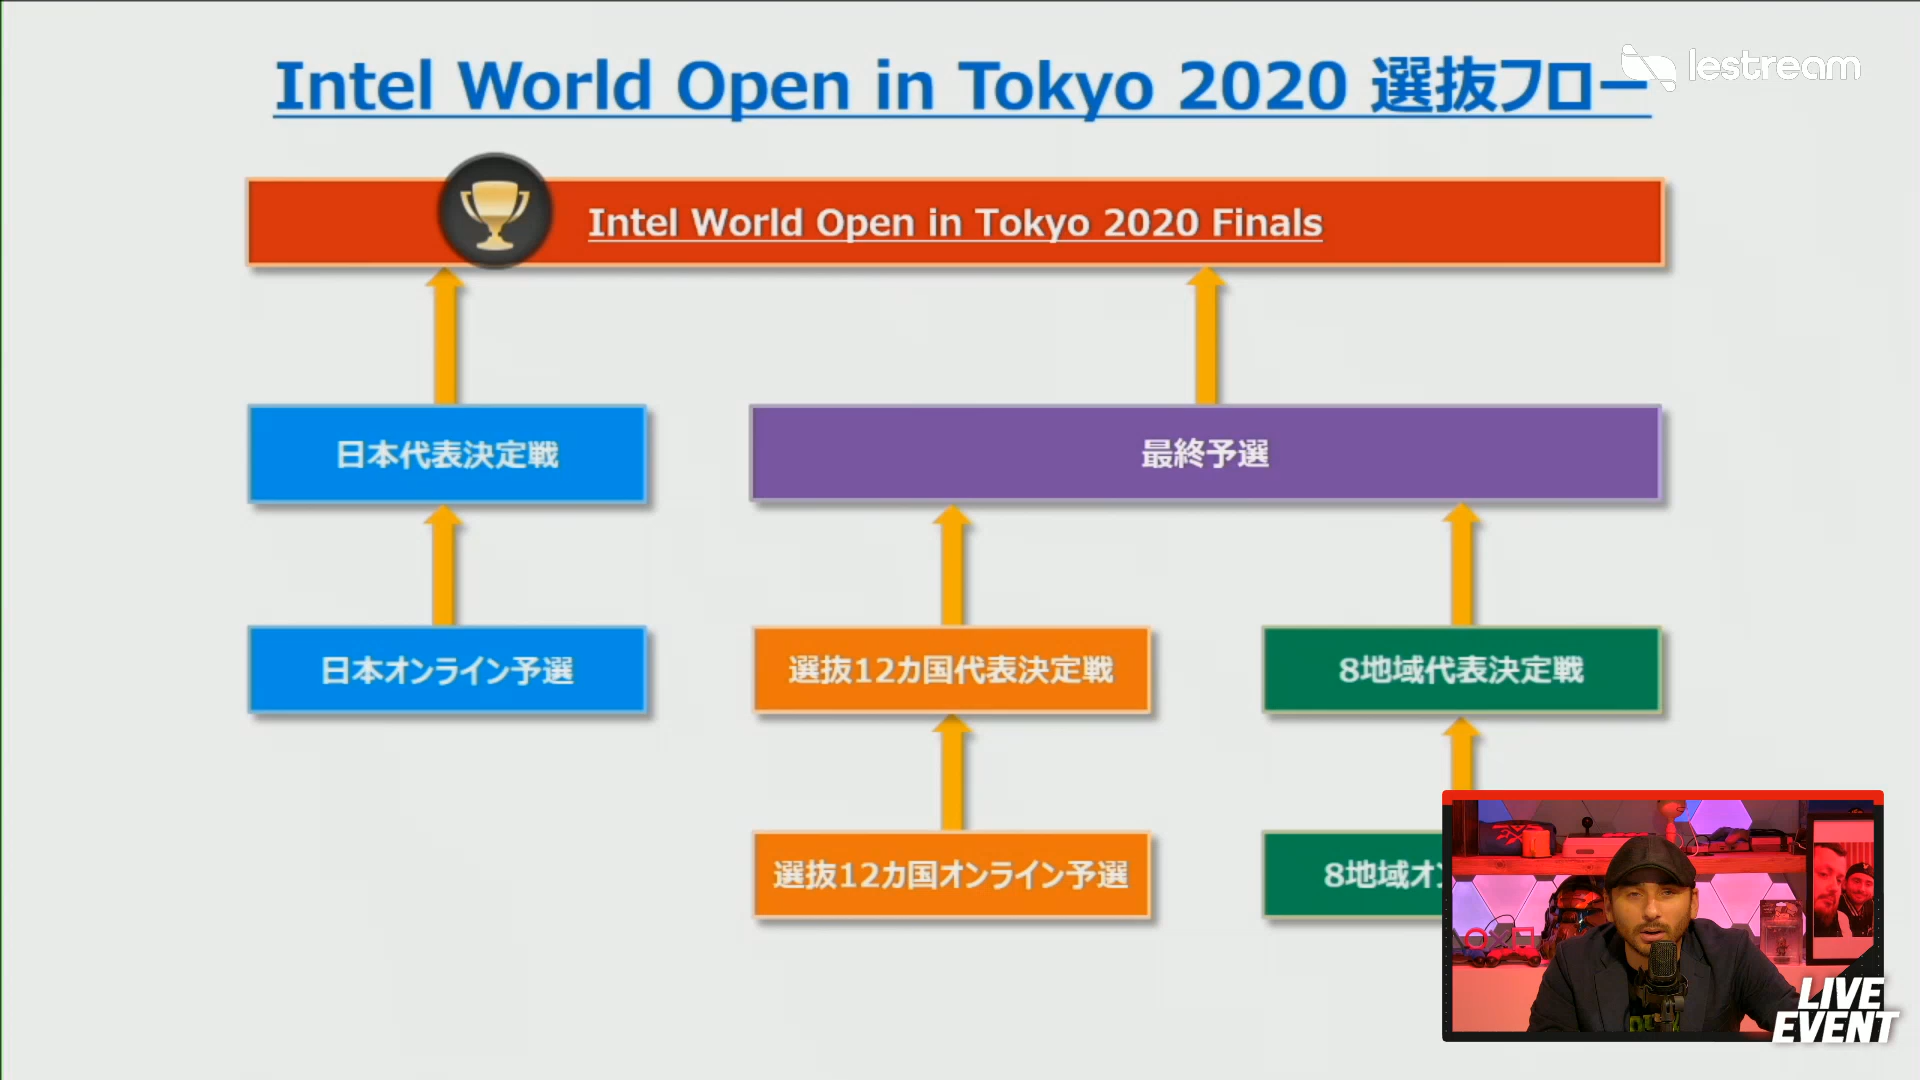 Intel World Open in Tokyo 2020 選抜フロー
lestream
Intel World Open in Tokyo 2020 Finals
日本代表決定戦
最終予選
日本オンライン予選
選抜12カ国代表決定戦
8地域代表決定戦
選抜12カ国オンライン予選
8地域オン
LIVE
EVENT